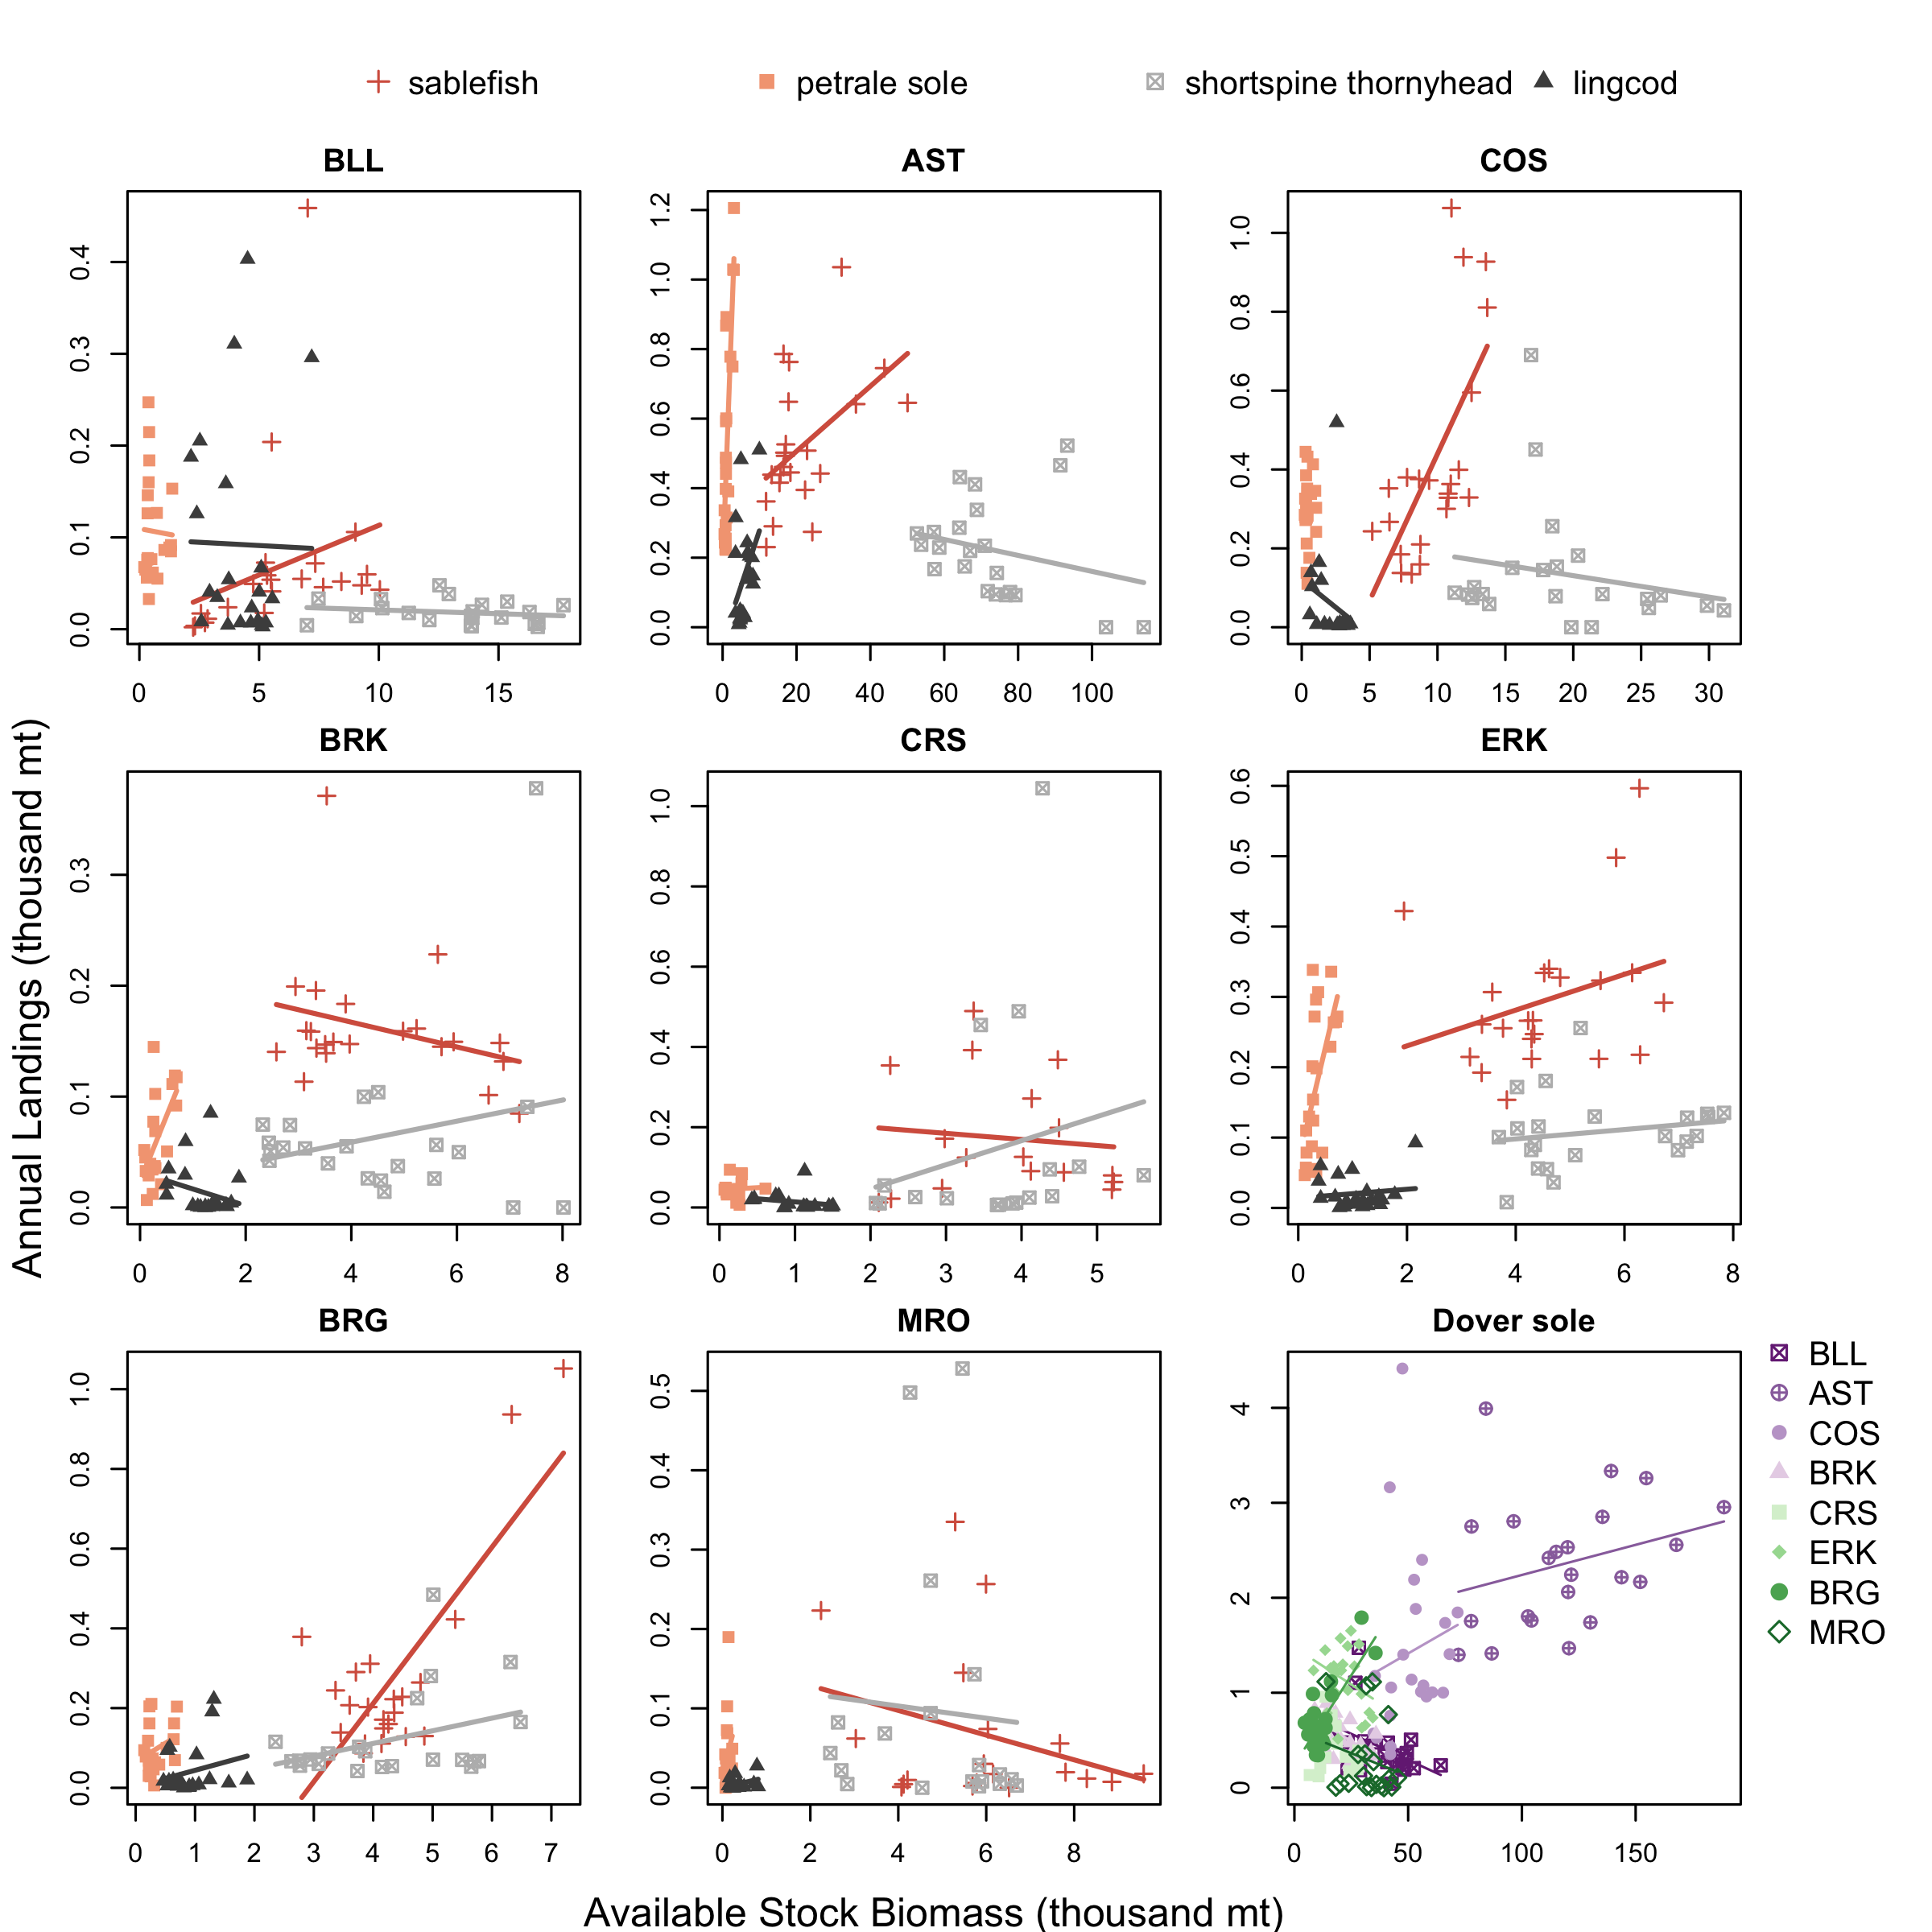 sablefish petrale sole shortspine thornyhead lingcod
BLL AST COS
0.0 0.1 0.2 0.3 0.4
0 5 10 15
0.0 0.2 0.4 0.6 0.8 1.0 1.2
0 20 40 60 80 100
0.0 0.2 0.4 0.6 0.8 1.0
0 5 10 15 20 25 30
BRK CRS ERK
0.0 0.1 0.2 0.3
0 2 4 6 8
0.0 0.2 0.4 0.6 0.8 1.0
0 1 2 3 4 5
0.0 0.1 0.2 0.3 0.4 0.5 0.6
0 2 4 6 8
Annual Landings (thousand mt)
BRG MRO Dover sole
0.0 0.2 0.4 0.6 0.8 1.0
0 1 2 3 4 5 6 7
0.0 0.1 0.2 0.3 0.4 0.5
0 2 4 6 8
0 1 2 3 4
0 50 100 150
BLL
AST
COS
BRK
CRS
ERK
BRG
MRO
Available Stock Biomass (thousand mt)